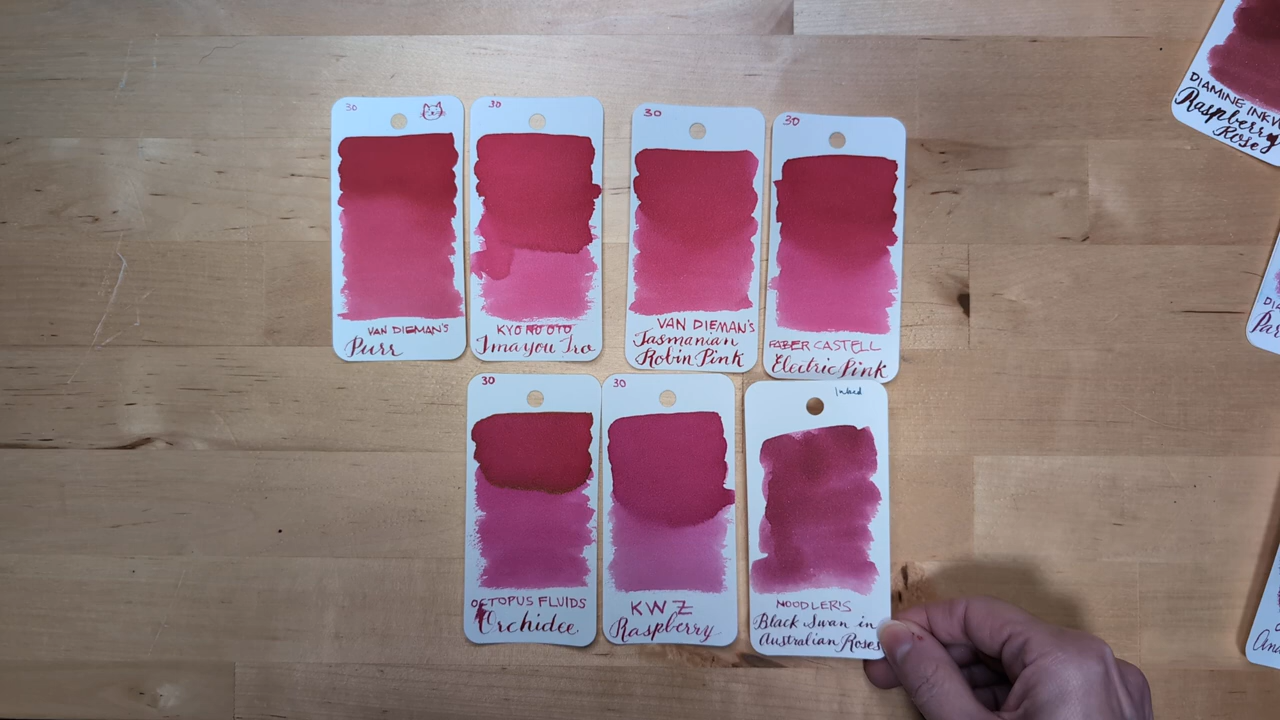 30
VAN DIEMAN'S
Purr
30
KYO NO OTO
Imayou Iro
30
VAN DIEMAN'S
Tasmanian
Robin Pink
30
FABER CASTELL
Electric Pink
30
OCTOPUS FLUIDS
Orchidee
30
KWZ
Raspberry
Inked
NOODLER'S
Black Swan in
Australian Roses
DIAMINE
Raspberry
Rose